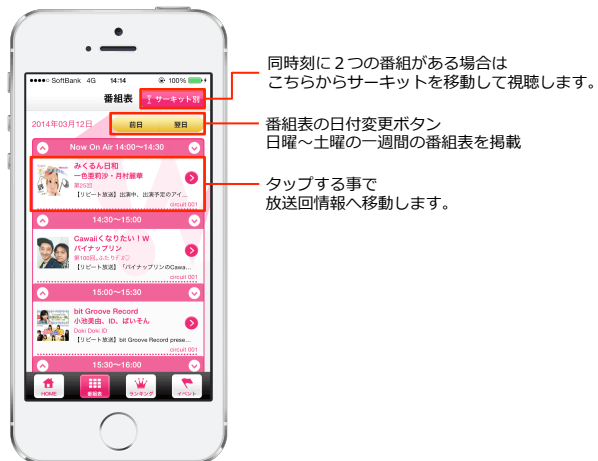 SoftBank 4G 14:14 100%
番組表 サーキット別
2014年03月12日 前日 翌日
Now On Air 14:00〜14:30
みくるん日和
一色亜莉沙・月村麗華
第25回
【リピート放送】出演中、出演予定のアイ...
circuit 001
14:30〜15:00
Cawaiiくなりたい！W
パイナップリン
【リピート放送】「パイナップリンのCawa...
circuit 001
15:00〜15:30
bit Groove Record
小池美由、ID、ぱいぞん
Doki Doki ID
【リピート放送】bit Groove Record prese...
circuit 001
15:30〜16:00
HOME 番組表 ランキング イベント
同時刻に２つの番組がある場合は
こちらからサーキットを移動して視聴します。
番組表の日付変更ボタン
日曜〜土曜の一週間の番組表を掲載
タップする事で
放送回情報へ移動します。